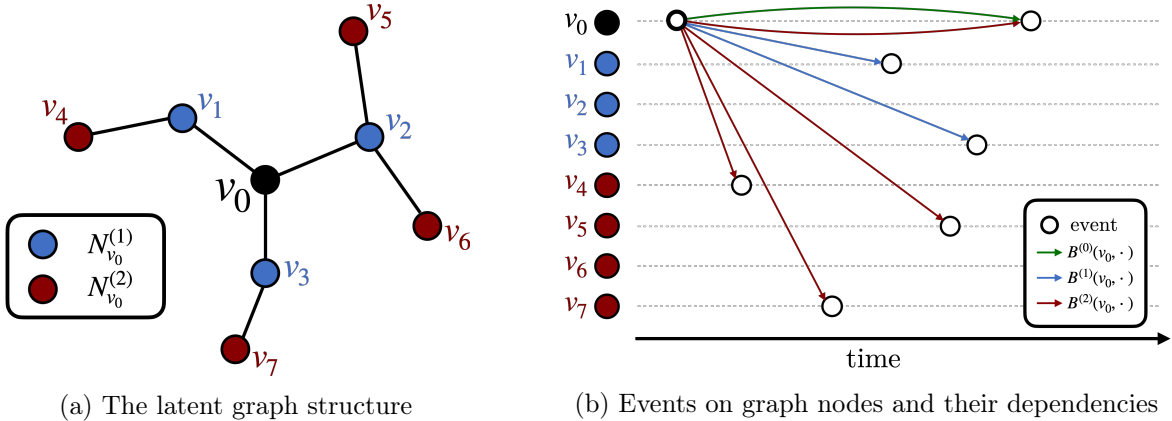 v₅
v₁
v₄
v₂
v₀
v₆
v₃
v₇
N_{v₀}^{(1)}
N_{v₀}^{(2)}
(a) The latent graph structure
v₀
v₁
v₂
v₃
v₄
v₅
v₆
v₇
event
B^{(0)}(v₀, ·)
B^{(1)}(v₀, ·)
B^{(2)}(v₀, ·)
time
(b) Events on graph nodes and their dependencies